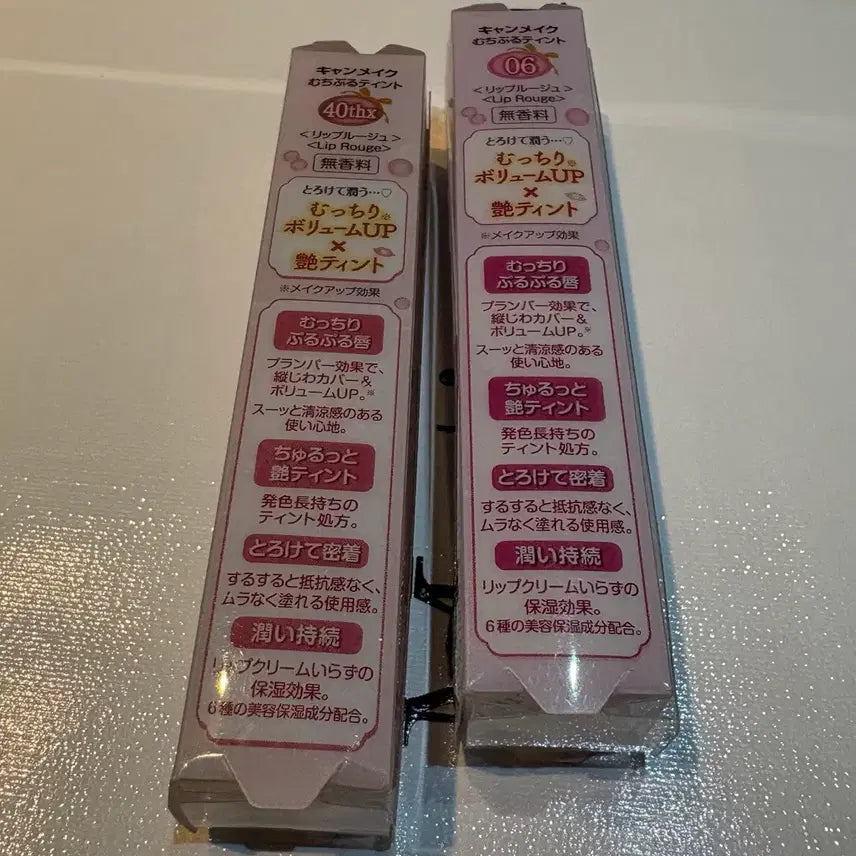 キャンメイク
むちぷるティント
40thx
<リップルージュ>
<Lip Rouge>
無香料
とろけて潤う…♡
むっちり※
ボリュームUP
×
艶ティント
※メイクアップ効果
むっちり
ぷるぷる唇
プランパー効果で、
縦じわカバー&
ボリュームUP。※
スーッと清涼感のある
使い心地。
ちゅるっと
艶ティント
発色長持ちの
ティント処方。
とろけて密着
するすると抵抗感なく、
ムラなく塗れる使用感。
潤い持続
リップクリームいらずの
保湿効果。
6種の美容保湿成分配合。
キャンメイク
むちぷるティント
06
<リップルージュ>
<Lip Rouge>
無香料
とろけて潤う…♡
むっちり※
ボリュームUP
×
艶ティント
※メイクアップ効果
むっちり
ぷるぷる唇
プランパー効果で、
縦じわカバー&
ボリュームUP。※
スーッと清涼感のある
使い心地。
ちゅるっと
艶ティント
発色長持ちの
ティント処方。
とろけて密着
するすると抵抗感なく、
ムラなく塗れる使用感。
潤い持続
リップクリームいらずの
保湿効果。
6種の美容保湿成分配合。